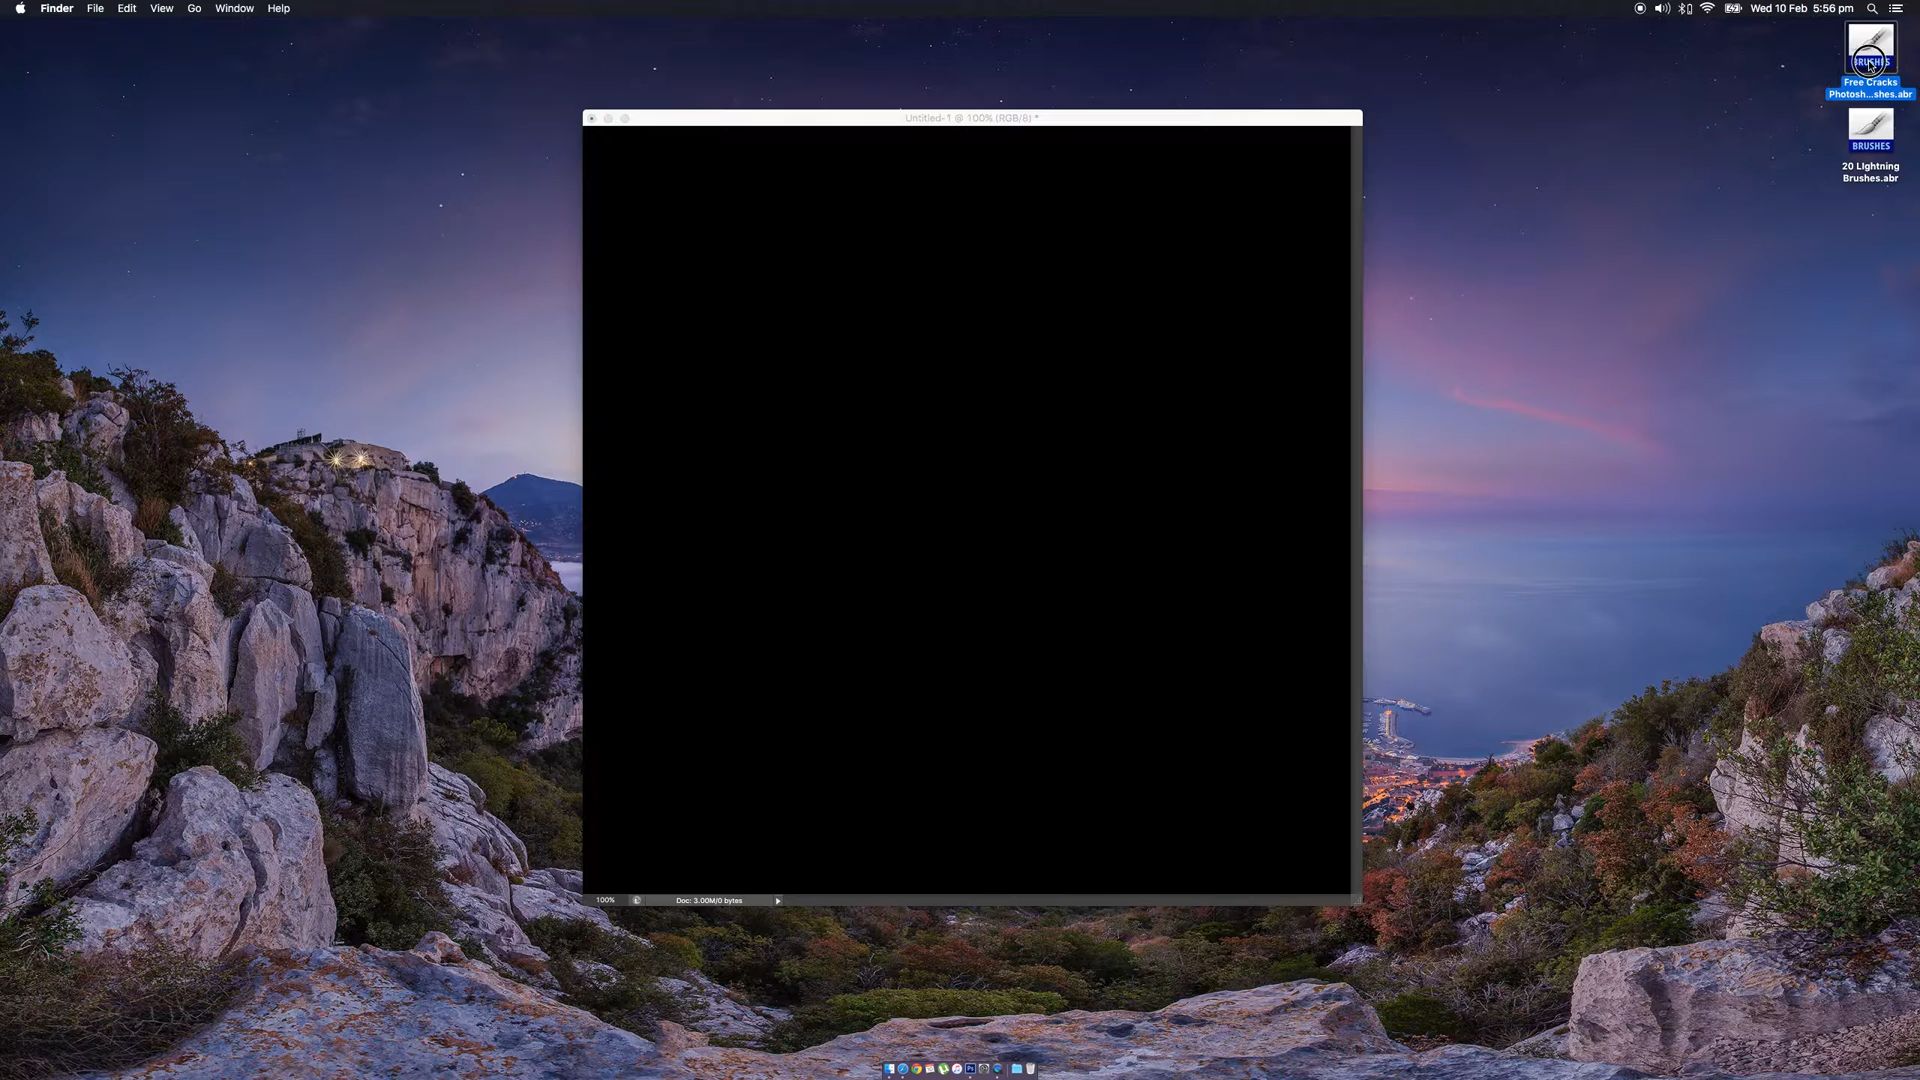 Finder File Edit View Go Window Help Wed 10 Feb 5:56 pm
BRUSHES
Free Cracks
Photosh...shes.abr
BRUSHES
20 LIghtning
Brushes.abr
Untitled-1 @ 100% (RGB/8) *
100% Doc: 3.00M/0 bytes